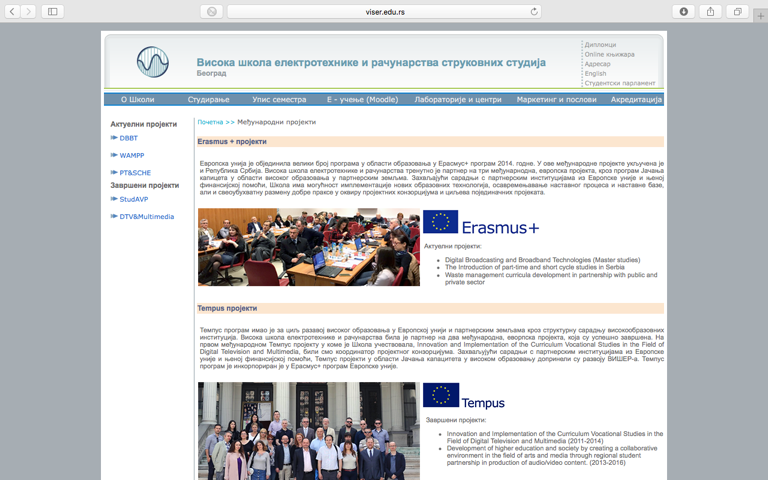 viser.edu.rs
Висока школа електротехнике и рачунарства струковних студија
Београд
Дипломци
Online књижара
Адресар
English
Студентски парламент
О Школи
Студирање
Упис семестра
Е - учење (Moodle)
Лабораторије и центри
Маркетинг и послови
Акредитација
Актуелни пројекти
DBBT
WAMPP
PT&SCHE
Завршени пројекти
StudAVP
DTV&Multimedia
Почетна >> Међународни пројекти
Erasmus + пројекти
Европска унија је објединила велики број програма у области образовања у Ерасмус+ програм 2014. године. У ове међународне пројекте укључена је
и Република Србија. Висока школа електротехнике и рачунарства тренутно је партнер на три међународна, европска пројекта, кроз програм Јачања
капацитета у области високог образовања у партнерским земљама. Захваљујући сарадњи с партнерским институцијама из Европске уније и њеној
финансијској помоћи, Школа има могућност имплементације нових образовних технологија, осавремењавање наставног процеса и наставне базе,
али и свеоубухватну размену добре праксе у оквиру пројектних конзорцијума и циљева појединачних пројеката.
Erasmus+
Актуелни пројекти:
Digital Broadcasting and Broadband Technologies (Master studies)
The Introduction of part-time and short cycle studies in Serbia
Waste management curricula development in partnership with public and
private sector
Tempus пројекти
Темпус програм имао је за циљ развој високог образовања у Европској унији и партнерским земљама кроз структурну сарадњу високообразовних
институција. Висока школа електротехнике и рачунарства била је партнер на два међународна, еворпска пројекта, која су успешно завршена. На
првом међународном Темпус пројекту у коме је Школа учествовала, Innovation and Implementation of the Curriculum Vocational Studies in the Field of
Digital Television and Multimedia, били смо координатор пројектног конзорцијума. Захваљујући сарадњи с партнерским институцијама из Европске
уније и њеној финансијској помоћи, Темпус пројекти у области Јачања капацитета у високом образовању допринели су развоју ВИШЕР-а. Темпус
програм је инкорпориран је у Ерасмус+ програм Европске уније.
Tempus
Завршени пројекти:
Innovation and Implementation of the Curriculum Vocational Studies in the
Field of Digital Television and Multimedia (2011-2014)
Development of higher education and society by creating a collaborative
environment in the field of arts and media through regional student
partnership in production of audio/video content. (2013-2016)